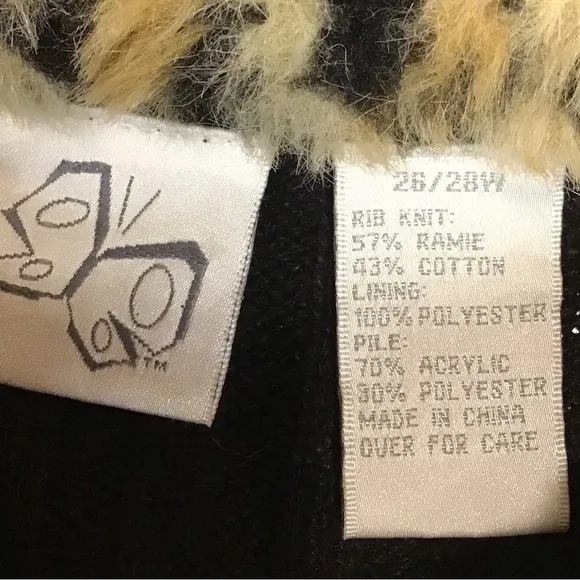 26/28W
RIB KNIT:
57% RAMIE
43% COTTON
LINING:
100% POLYESTER
PILE:
70% ACRYLIC
30% POLYESTER
MADE IN CHINA
OVER FOR CARE
TM